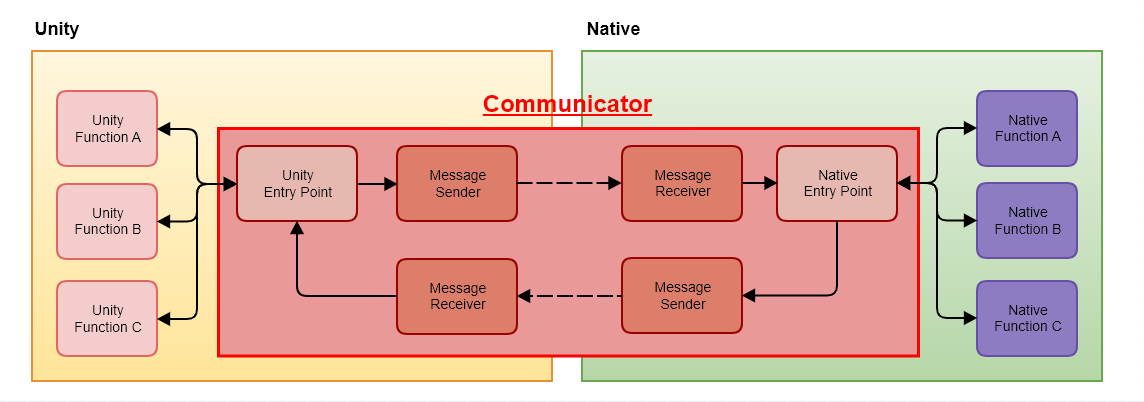 Unity
Native
Communicator
Unity
Function A
Unity
Function B
Unity
Function C
Unity
Entry Point
Message
Sender
Message
Receiver
Native
Entry Point
Message
Receiver
Message
Sender
Native
Function A
Native
Function B
Native
Function C